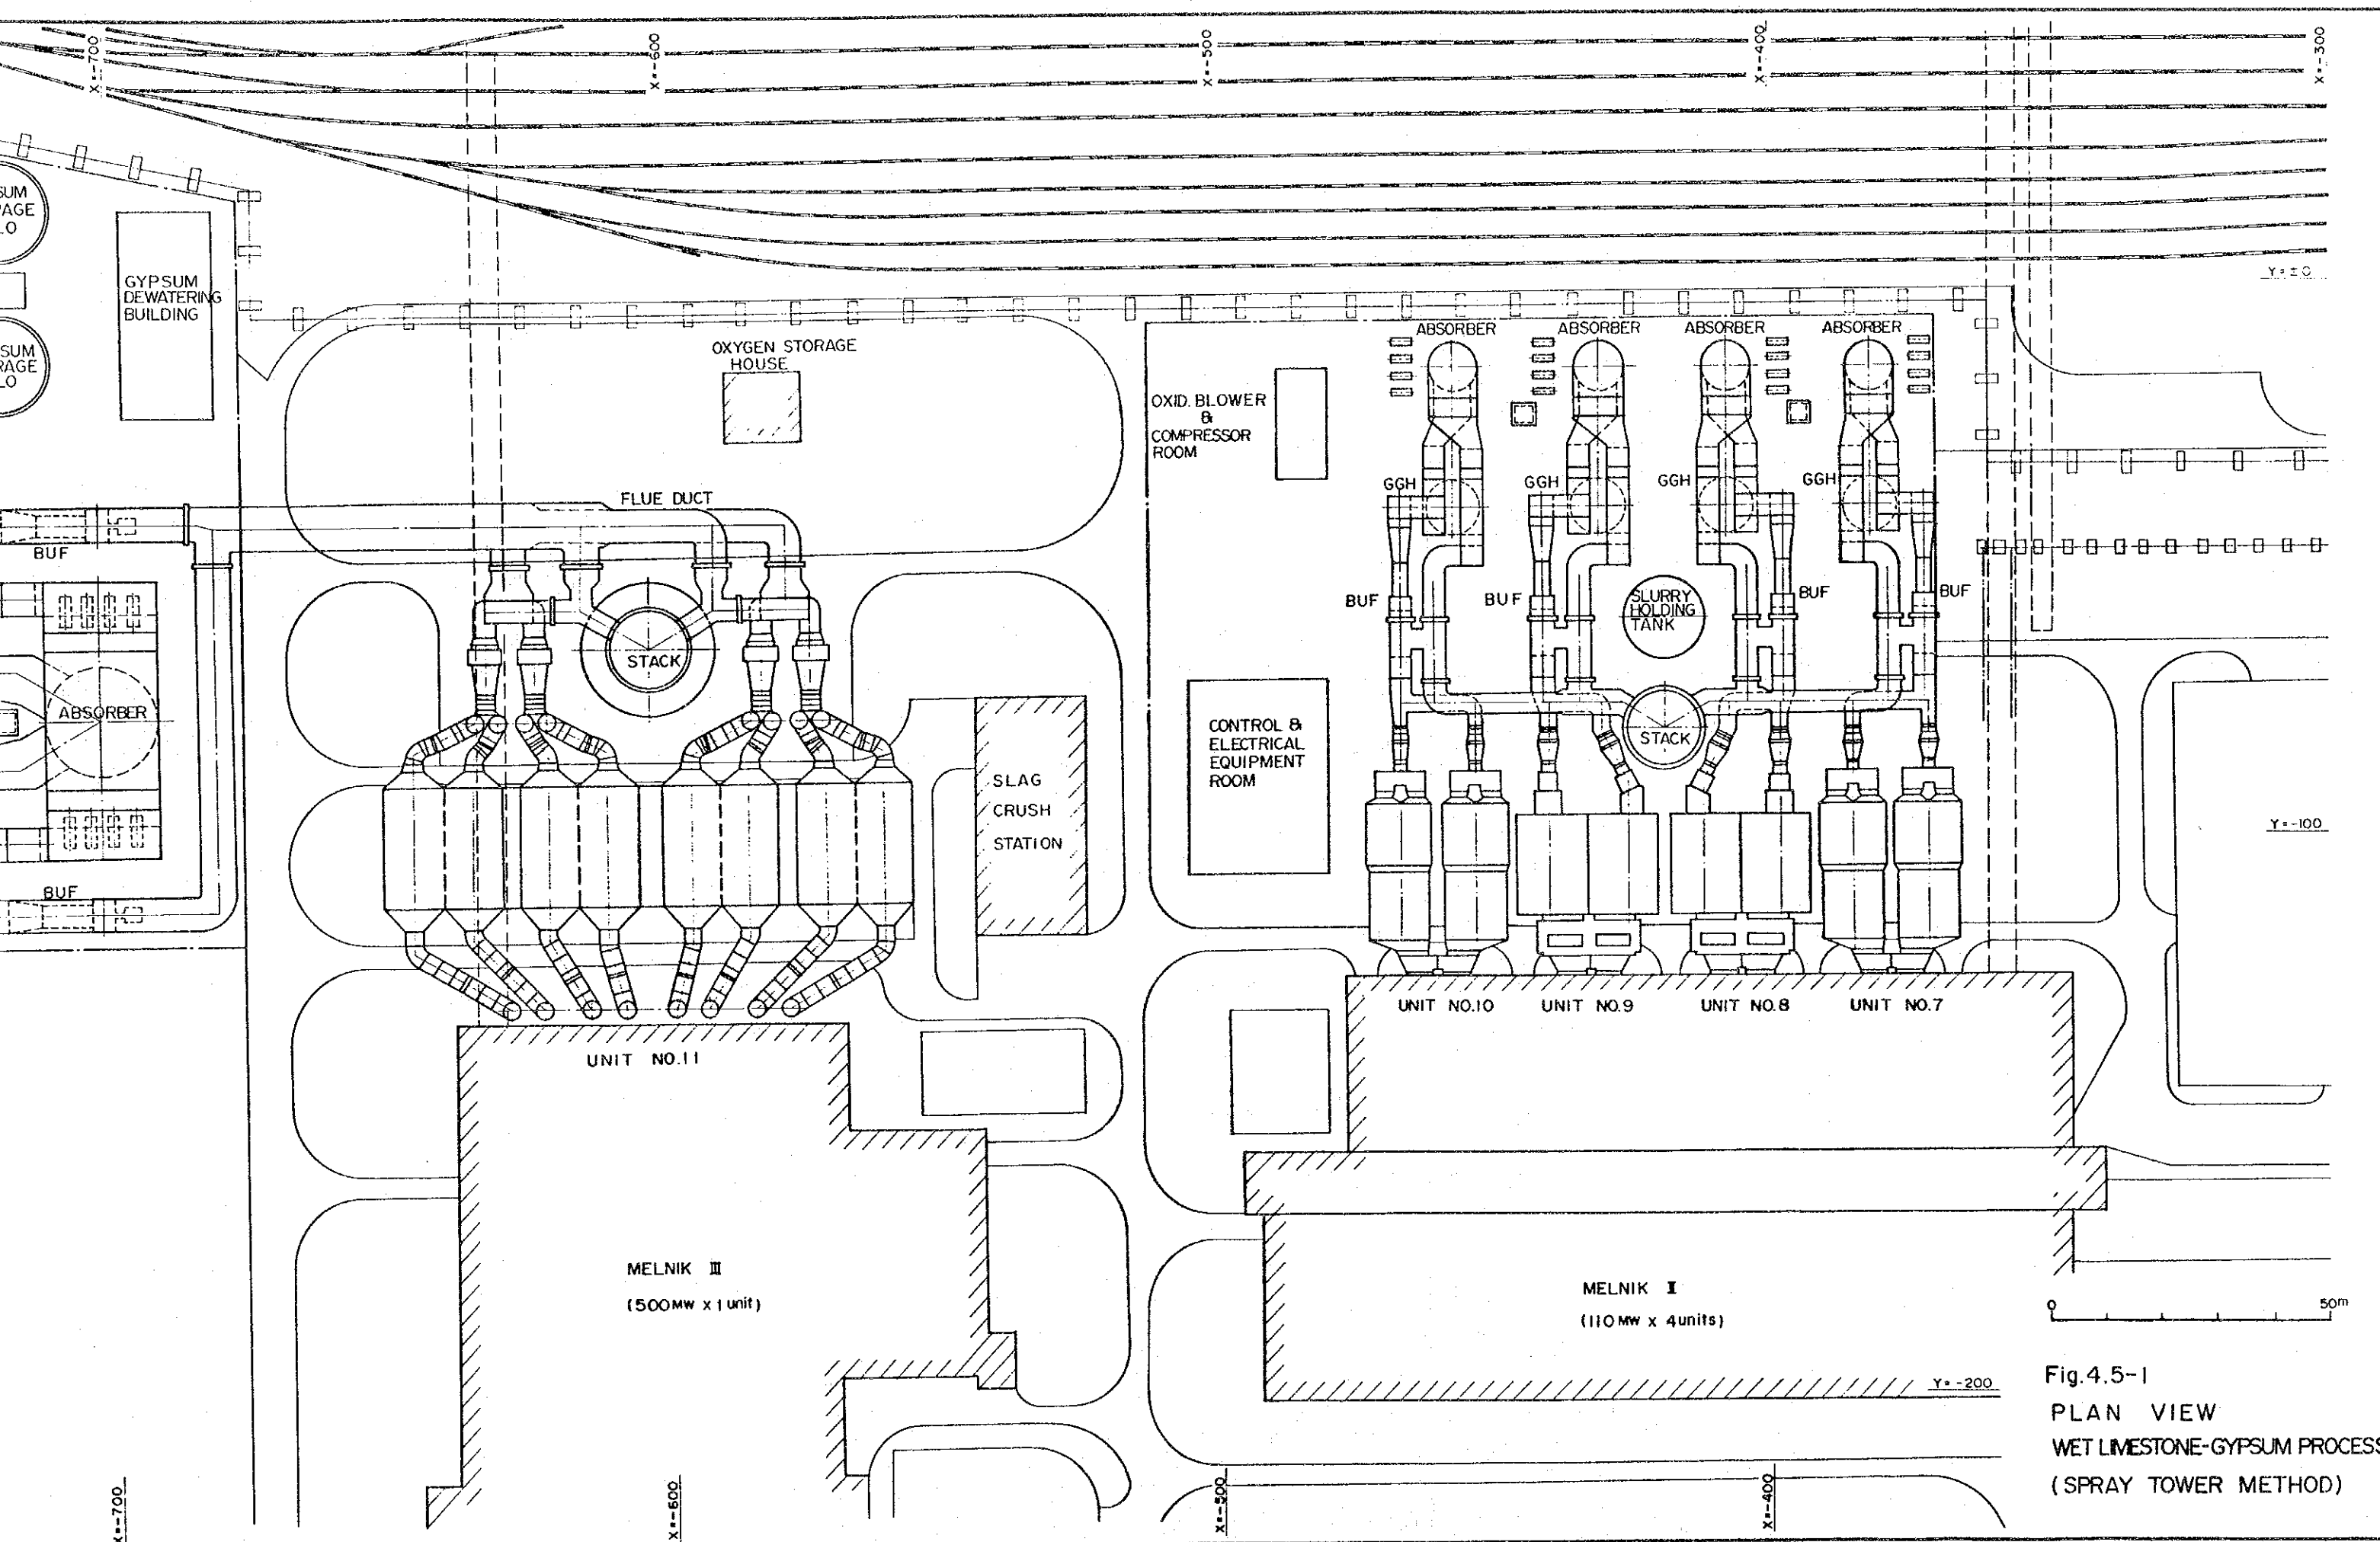 X=-700
X=-600
X=-500
X=-400
X=-300
SUM
AGE
LO
GYPSUM
DEWATERING
BUILDING
SUM
RAGE
LO
Y=±0
OXYGEN STORAGE
HOUSE
ABSORBER
ABSORBER
ABSORBER
ABSORBER
OXID. BLOWER
&
COMPRESSOR
ROOM
GGH
GGH
GGH
GGH
FLUE DUCT
BUF
BUF
BUF
BUF
BUF
SLURRY
HOLDING
TANK
STACK
ABSORBER
STACK
CONTROL &
ELECTRICAL
EQUIPMENT
ROOM
SLAG
CRUSH
STATION
Y=-100
BUF
UNIT NO.10
UNIT NO.9
UNIT NO.8
UNIT NO.7
UNIT NO.11
MELNIK III
(500MW x 1 unit)
MELNIK II
(110MW x 4units)
0
50m
Y=-200
Fig.4.5-1
PLAN VIEW
WET LIMESTONE-GYPSUM PROCESS
(SPRAY TOWER METHOD)
X=-700
X=-600
X=-500
X=-400